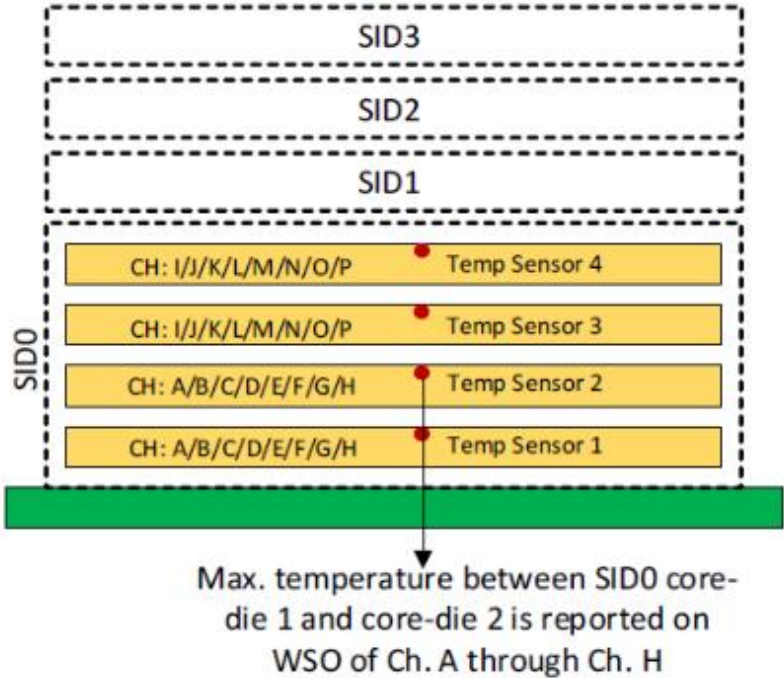 SID3
SID2
SID1
SID0
CH: I/J/K/L/M/N/O/P Temp Sensor 4
CH: I/J/K/L/M/N/O/P Temp Sensor 3
CH: A/B/C/D/E/F/G/H Temp Sensor 2
CH: A/B/C/D/E/F/G/H Temp Sensor 1
Max. temperature between SID0 core-
die 1 and core-die 2 is reported on
WSO of Ch. A through Ch. H